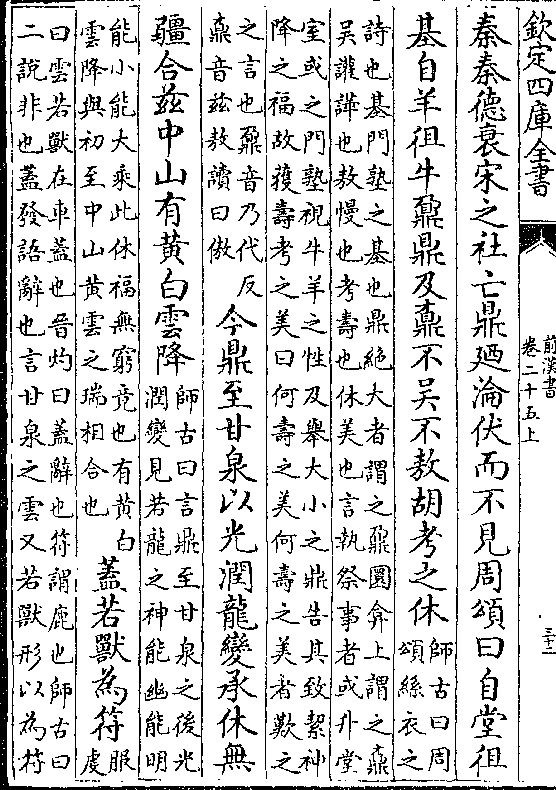 欽定四庫全書
前漢書
卷二十五上
三十二
秦秦德衰宋之社亡鼎廼淪伏而不見周頌曰自堂徂
基自羊徂牛鼐鼎及鼒不吴不敖胡考之休
師古曰周
頌絲衣之
詩也基門塾之基也鼎絶大者謂之鼐圜弇上謂之鼒
吴讙譁也敖慢也考壽也休美也言執祭事者或升堂
室或之門塾視牛羊之性及舉大小之鼎告其致絜神
降之福故獲壽考之美曰何壽之美何壽之美者歎之
之言也鼐音乃代反
鼒音兹敖讀曰傲
今鼎至甘泉以光潤龍變承休無
疆合兹中山有黄白雲降
師古曰言鼎至甘泉之後光
潤變見若龍之神能幽能明
能小能大乘此休福無窮竟也有黄白
雲降與初至中山黄雲之瑞相合也
蓋若獸為符
服虔
曰雲若獸在車蓋也晉灼曰蓋辭也符謂鹿也師古曰
二說非也蓋發語辭也言甘泉之雲又若獸形以為符